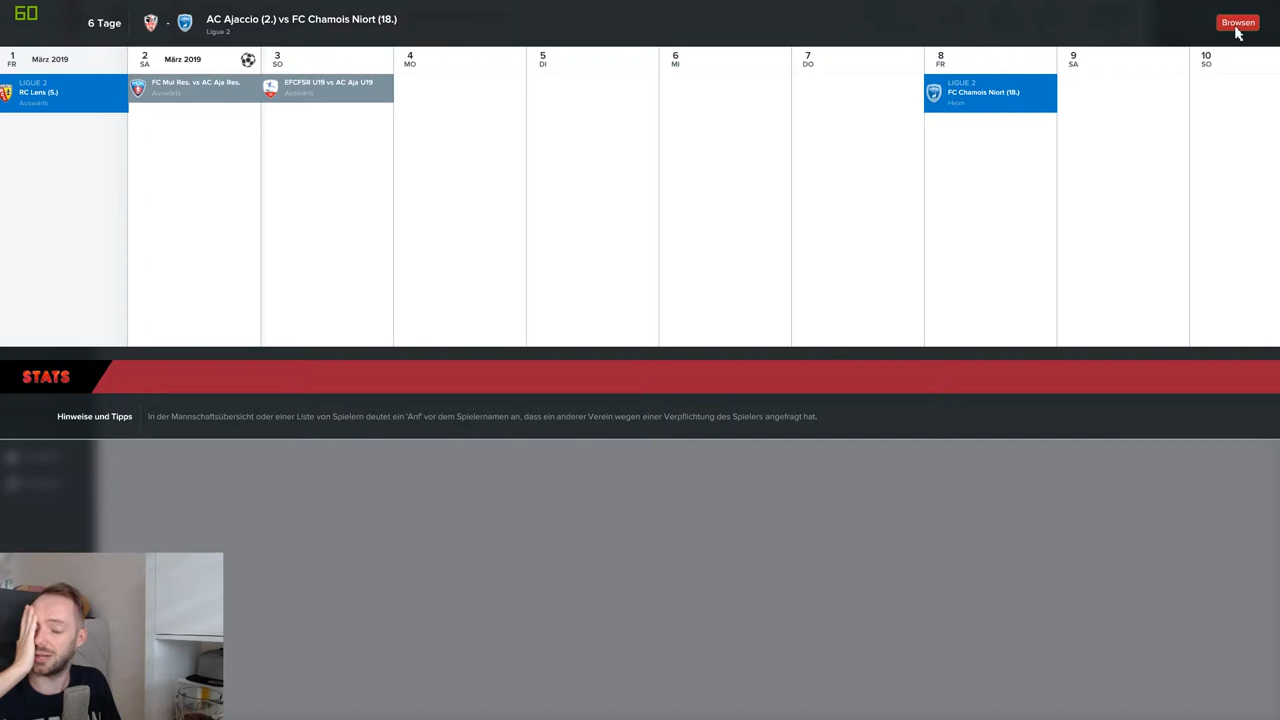 60
6 Tage
-
AC Ajaccio (2.) vs FC Chamois Niort (18.)
Ligue 2
Browsen
1
FR
März 2019
2
SA
März 2019
3
SO
4
MO
5
DI
6
MI
7
DO
8
FR
9
SA
10
SO
LIGUE 2
RC Lens (5.)
Auswärts
FC Mul Res. vs AC Aja Res.
Auswärts
EFCFSR U19 vs AC Aja U19
Auswärts
LIGUE 2
FC Chamois Niort (18.)
Heim
STATS
Hinweise und Tipps
In der Mannschaftsübersicht oder einer Liste von Spielern deutet ein 'Anf' vor dem Spielernamen an, dass ein anderer Verein wegen einer Verpflichtung des Spielers angefragt hat.